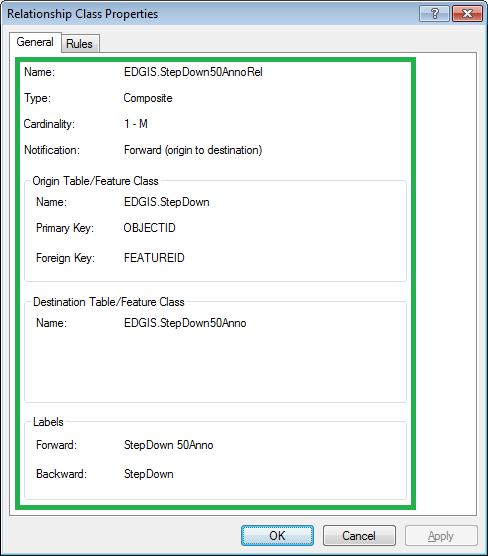 Relationship Class Properties
General
Rules
Name: EDGIS.StepDown50AnnoRel
Type: Composite
Cardinality: 1 - M
Notification: Forward (origin to destination)
Origin Table/Feature Class
Name: EDGIS.StepDown
Primary Key: OBJECTID
Foreign Key: FEATUREID
Destination Table/Feature Class
Name: EDGIS.StepDown50Anno
Labels
Forward: StepDown 50Anno
Backward: StepDown
OK
Cancel
Apply